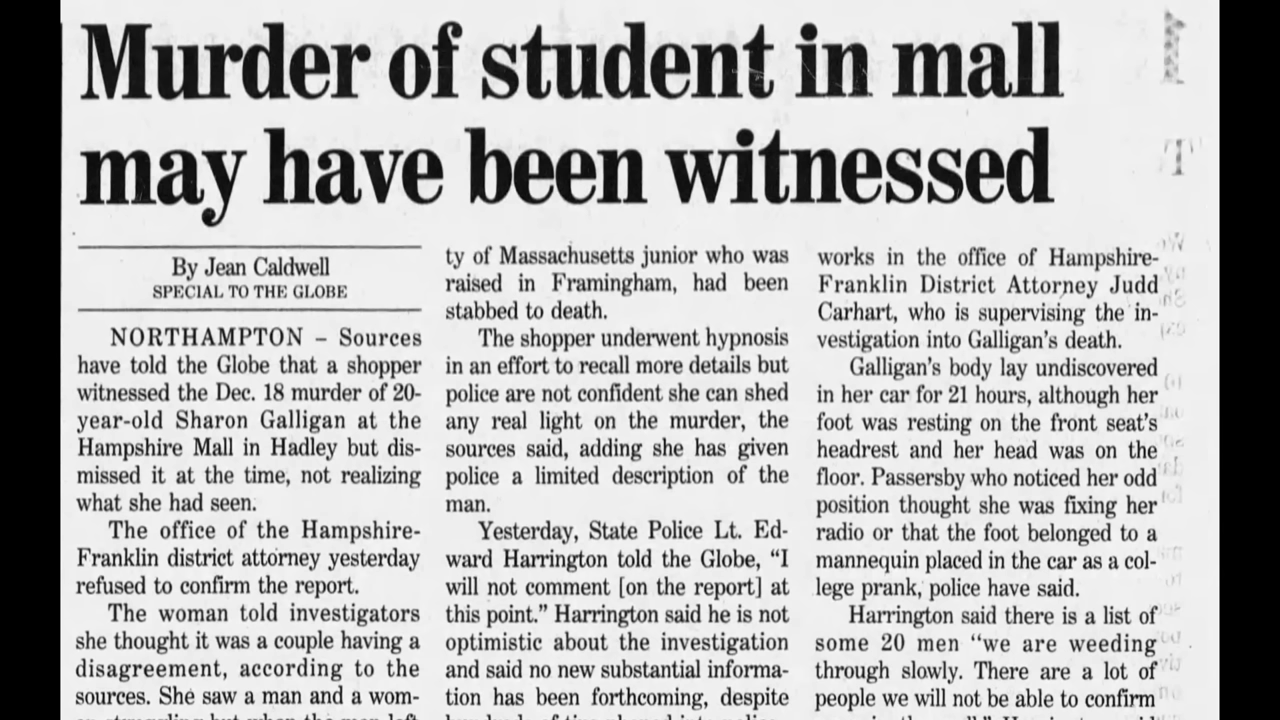 Murder of student in mall
may have been witnessed
By Jean Caldwell
SPECIAL TO THE GLOBE
NORTHAMPTON – Sources
have told the Globe that a shopper
witnessed the Dec. 18 murder of 20-
year-old Sharon Galligan at the
Hampshire Mall in Hadley but dis-
missed it at the time, not realizing
what she had seen.
The office of the Hampshire-
Franklin district attorney yesterday
refused to confirm the report.
The woman told investigators
she thought it was a couple having a
disagreement, according to the
sources. She saw a man and a wom-
ty of Massachusetts junior who was
raised in Framingham, had been
stabbed to death.
The shopper underwent hypnosis
in an effort to recall more details but
police are not confident she can shed
any real light on the murder, the
sources said, adding she has given
police a limited description of the
man.
Yesterday, State Police Lt. Ed-
ward Harrington told the Globe, “I
will not comment [on the report] at
this point.” Harrington said he is not
optimistic about the investigation
and said no new substantial informa-
tion has been forthcoming, despite
works in the office of Hampshire-
Franklin District Attorney Judd
Carhart, who is supervising the in-
vestigation into Galligan’s death.
Galligan’s body lay undiscovered
in her car for 21 hours, although her
foot was resting on the front seat’s
headrest and her head was on the
floor. Passersby who noticed her odd
position thought she was fixing her
radio or that the foot belonged to a
mannequin placed in the car as a col-
lege prank, police have said.
Harrington said there is a list of
some 20 men “we are weeding
through slowly. There are a lot of
people we will not be able to confirm